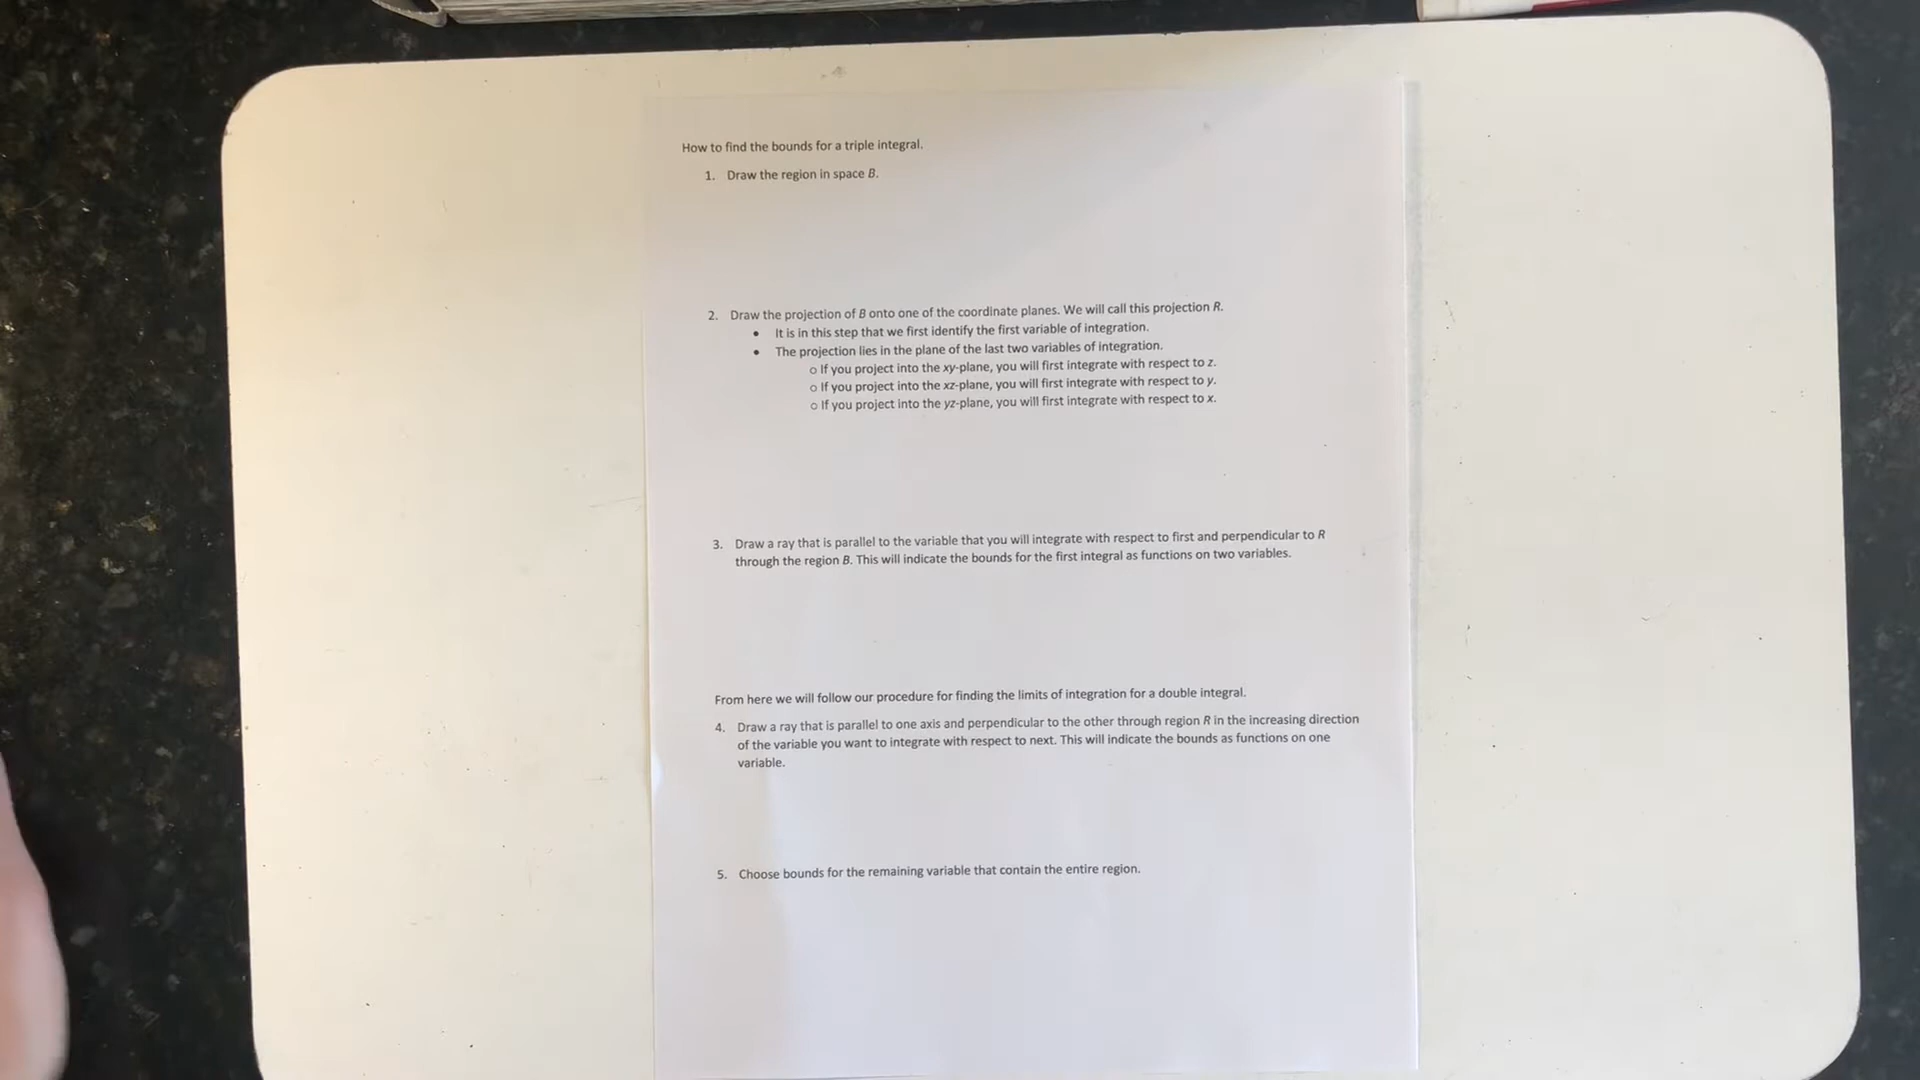 How to find the bounds for a triple integral.
1. Draw the region in space B.
2. Draw the projection of B onto one of the coordinate planes. We will call this projection R.
• It is in this step that we first identify the first variable of integration.
• The projection lies in the plane of the last two variables of integration.
o If you project into the xy-plane, you will first integrate with respect to z.
o If you project into the xz-plane, you will first integrate with respect to y.
o If you project into the yz-plane, you will first integrate with respect to x.
3. Draw a ray that is parallel to the variable that you will integrate with respect to first and perpendicular to R
through the region B. This will indicate the bounds for the first integral as functions on two variables.
From here we will follow our procedure for finding the limits of integration for a double integral.
4. Draw a ray that is parallel to one axis and perpendicular to the other through region R in the increasing direction
of the variable you want to integrate with respect to next. This will indicate the bounds as functions on one
variable.
5. Choose bounds for the remaining variable that contain the entire region.